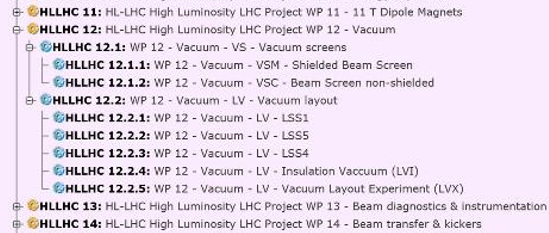 HLLHC 11: HL-LHC High Luminosity LHC Project WP 11 - 11 T Dipole Magnets
HLLHC 12: HL-LHC High Luminosity LHC Project WP 12 - Vacuum
HLLHC 12.1: WP 12 - Vacuum - VS - Vacuum screens
HLLHC 12.1.1: WP 12 - Vacuum - VSM - Shielded Beam Screen
HLLHC 12.1.2: WP 12 - Vacuum - VSC - Beam Screen non-shielded
HLLHC 12.2: WP 12 - Vacuum - LV - Vacuum layout
HLLHC 12.2.1: WP 12 - Vacuum - LV - LSS1
HLLHC 12.2.2: WP 12 - Vacuum - LV - LSS5
HLLHC 12.2.3: WP 12 - Vacuum - LV - LSS4
HLLHC 12.2.4: WP 12 - Vacuum - LV - Insulation Vaccuum (LVI)
HLLHC 12.2.5: WP 12 - Vacuum - LV - Vacuum Layout Experiment (LVX)
HLLHC 13: HL-LHC High Luminosity LHC Project WP 13 - Beam diagnostics & instrumentation
HLLHC 14: HL-LHC High Luminosity LHC Project WP 14 - Beam transfer & kickers